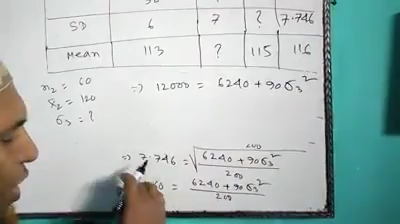 SD 6 7 ? 7.746
Mean 113 ? 115 116
n₂ = 60
x̄₂ = 120
σ₃ = ?
⇒ 12000 = 6240 + 90σ₃²
⇒ 7.746 = √(6240 + 90σ₃² / 200)
60 = 6240 + 90σ₃² / 200